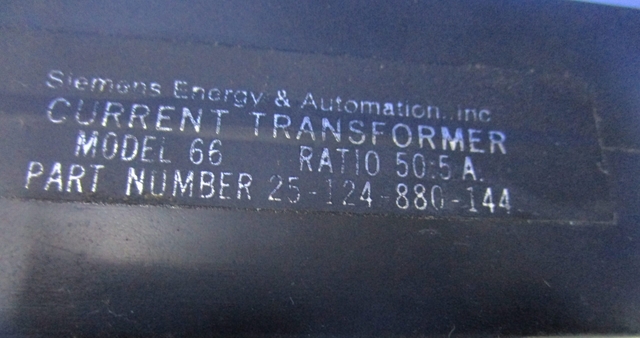 Siemens Energy & Automation, inc
CURRENT TRANSFORMER
MODEL 66 RATIO 50:5 A.
PART NUMBER 25-124-880-144